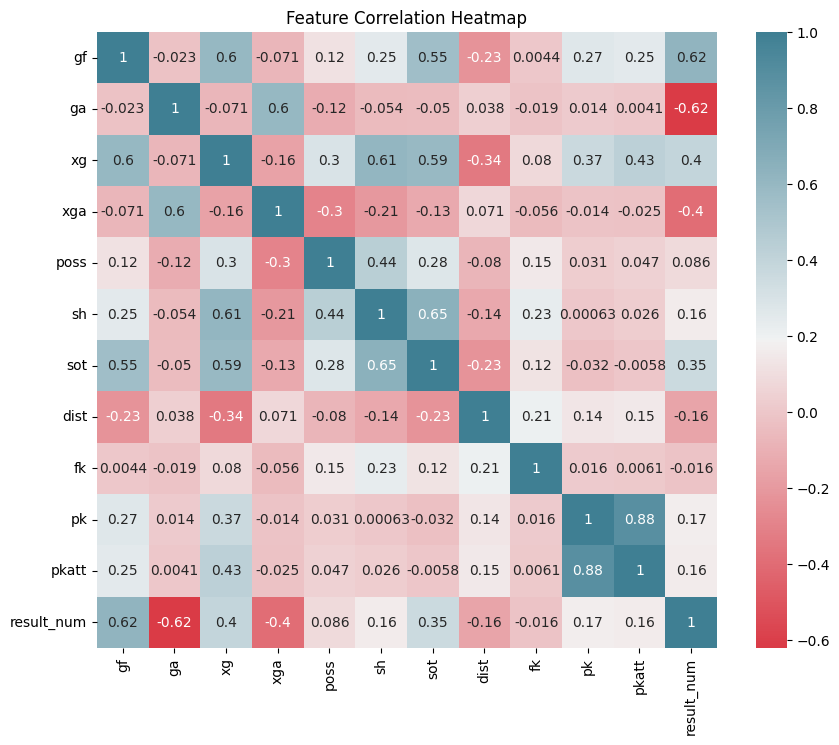 Feature Correlation Heatmap
gf 1 -0.023 0.6 -0.071 0.12 0.25 0.55 -0.23 0.0044 0.27 0.25 0.62
ga -0.023 1 -0.071 0.6 -0.12 -0.054 -0.05 0.038 -0.019 0.014 0.0041 -0.62
xg 0.6 -0.071 1 -0.16 0.3 0.61 0.59 -0.34 0.08 0.37 0.43 0.4
xga -0.071 0.6 -0.16 1 -0.3 -0.21 -0.13 0.071 -0.056 -0.014 -0.025 -0.4
poss 0.12 -0.12 0.3 -0.3 1 0.44 0.28 -0.08 0.15 0.031 0.047 0.086
sh 0.25 -0.054 0.61 -0.21 0.44 1 0.65 -0.14 0.23 0.00063 0.026 0.16
sot 0.55 -0.05 0.59 -0.13 0.28 0.65 1 -0.23 0.12 -0.032 -0.0058 0.35
dist -0.23 0.038 -0.34 0.071 -0.08 -0.14 -0.23 1 0.21 0.14 0.15 -0.16
fk 0.0044 -0.019 0.08 -0.056 0.15 0.23 0.12 0.21 1 0.016 0.0061 -0.016
pk 0.27 0.014 0.37 -0.014 0.031 0.00063 -0.032 0.14 0.016 1 0.88 0.17
pkatt 0.25 0.0041 0.43 -0.025 0.047 0.026 -0.0058 0.15 0.0061 0.88 1 0.16
result_num 0.62 -0.62 0.4 -0.4 0.086 0.16 0.35 -0.16 -0.016 0.17 0.16 1
gf ga xg xga poss sh sot dist fk pk pkatt result_num
1.0
0.8
0.6
0.4
0.2
0.0
−0.2
−0.4
−0.6